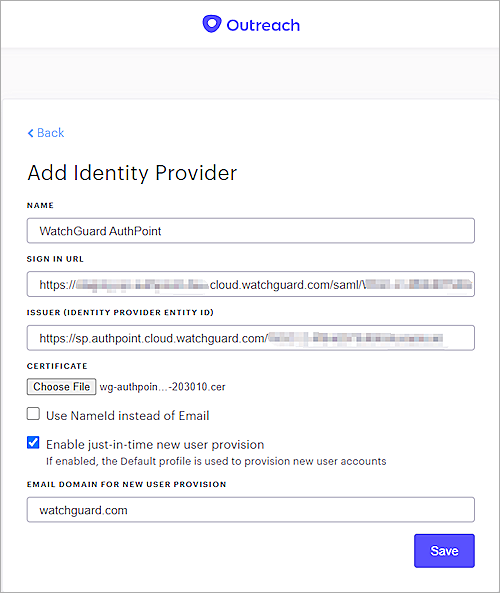 Outreach
Back
Add Identity Provider
NAME
WatchGuard AuthPoint
SIGN IN URL
https:// .cloud.watchguard.com/saml/
ISSUER (IDENTITY PROVIDER ENTITY ID)
https://sp.authpoint.cloud.watchguard.com/
CERTIFICATE
Choose File wg-authpoin...-203010.cer
Use NameId instead of Email
Enable just-in-time new user provision
If enabled, the Default profile is used to provision new user accounts
EMAIL DOMAIN FOR NEW USER PROVISION
watchguard.com
Save